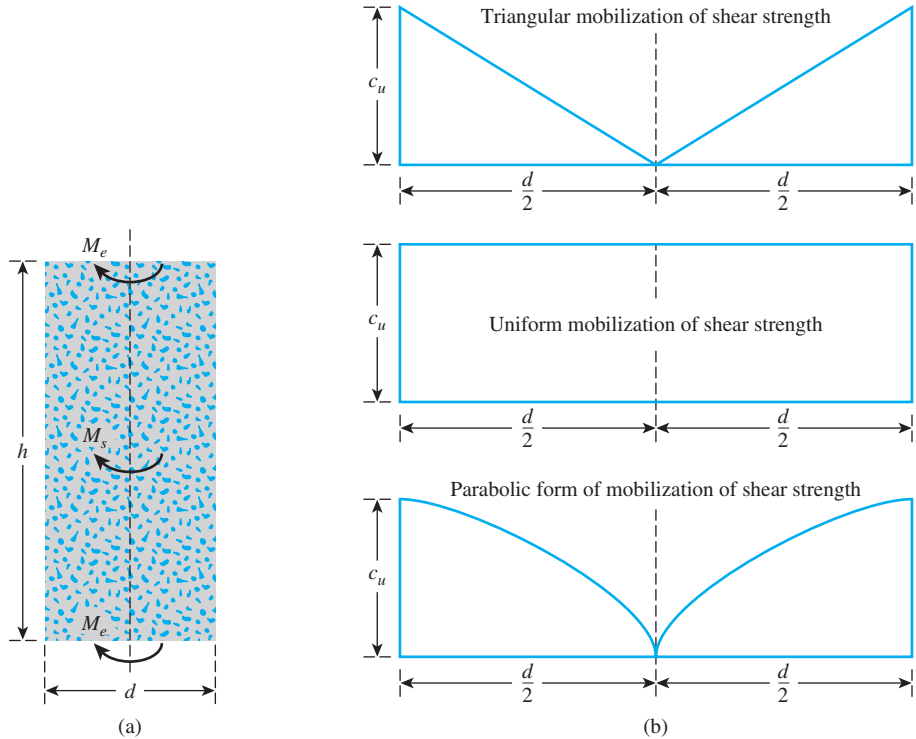 M_e
h
M_s
M_e
d
(a)
Triangular mobilization of shear strength
c_u
d/2
d/2
c_u
Uniform mobilization of shear strength
d/2
d/2
Parabolic form of mobilization of shear strength
c_u
d/2
d/2
(b)